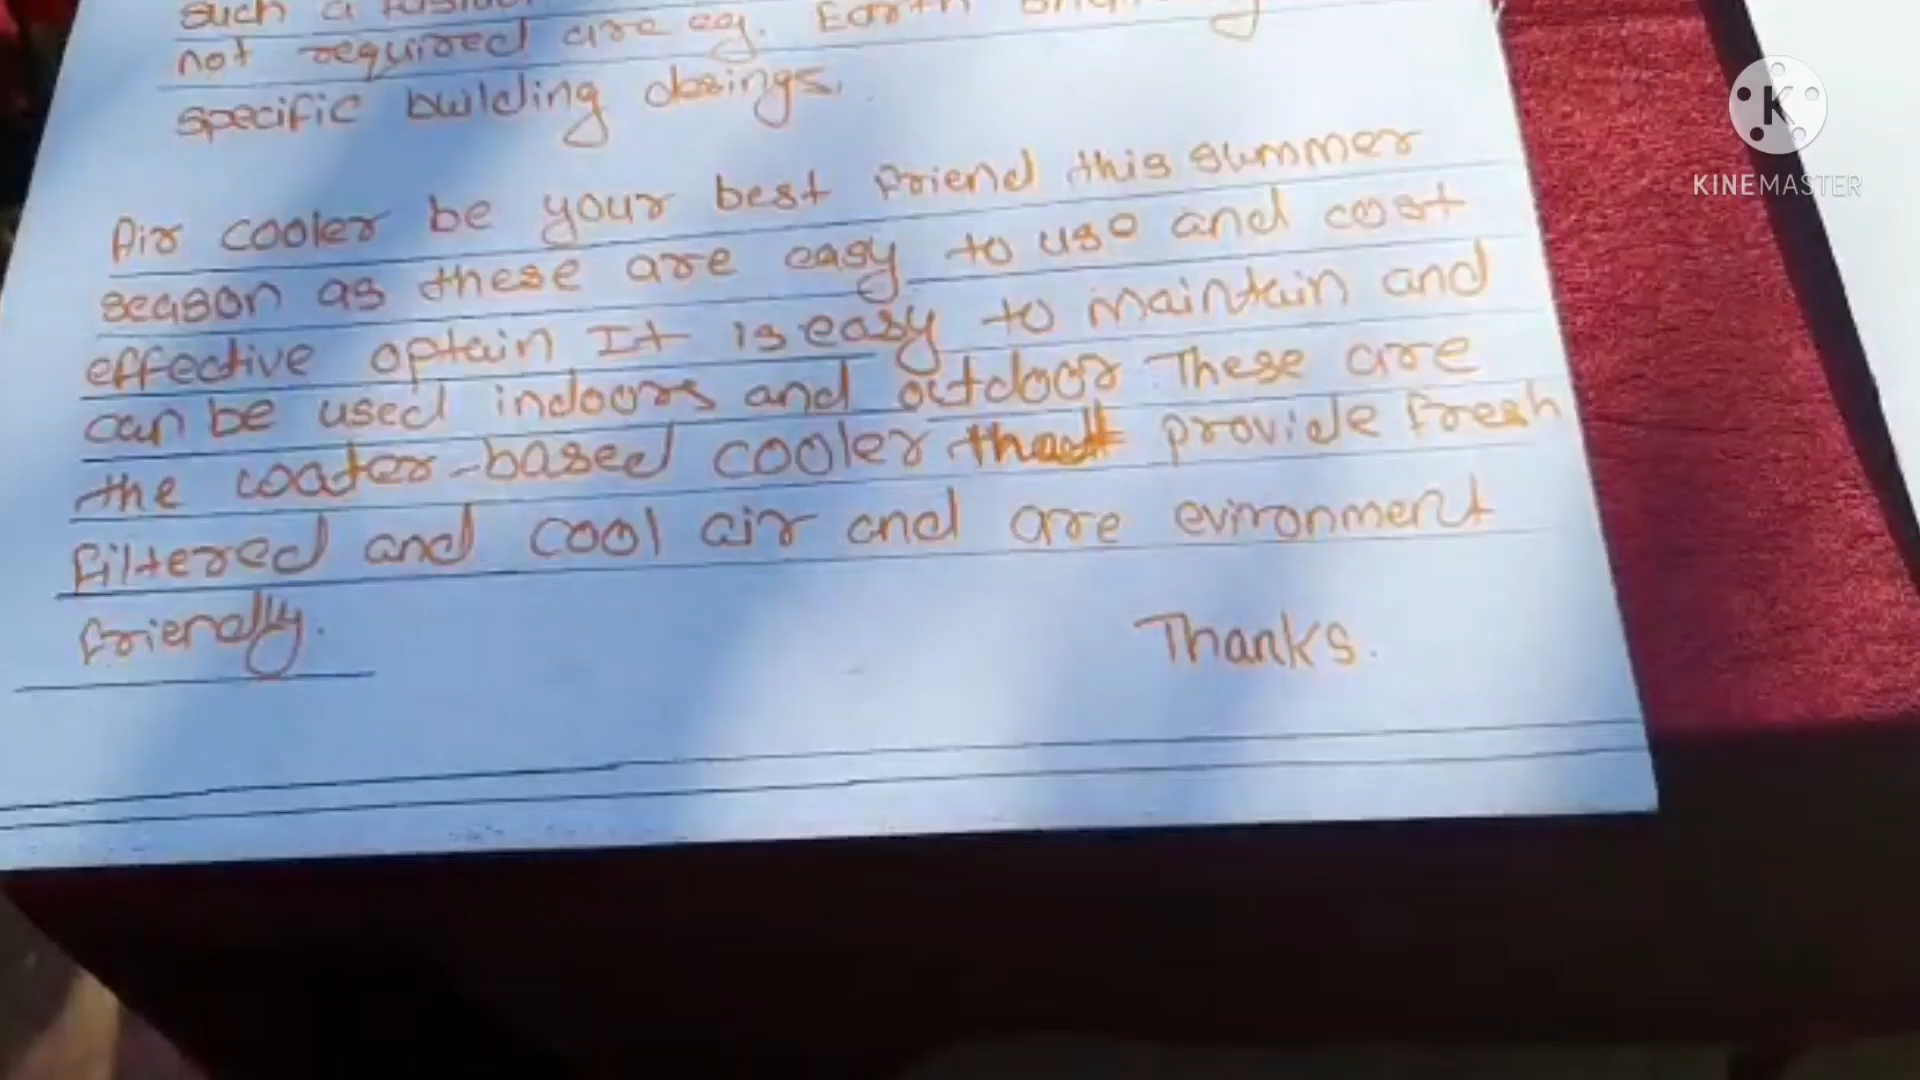 such a
not required are eg. Earth
specific building desings.
Air cooler be your best friend this summer
season as these are easy to use and cost
effective optain It is easy to maintain and
can be used indoors and outdoor These are
the water-based cooler that provide fresh
filtered and cool air and are evironment
friendly.
Thanks.
K
KINEMASTER